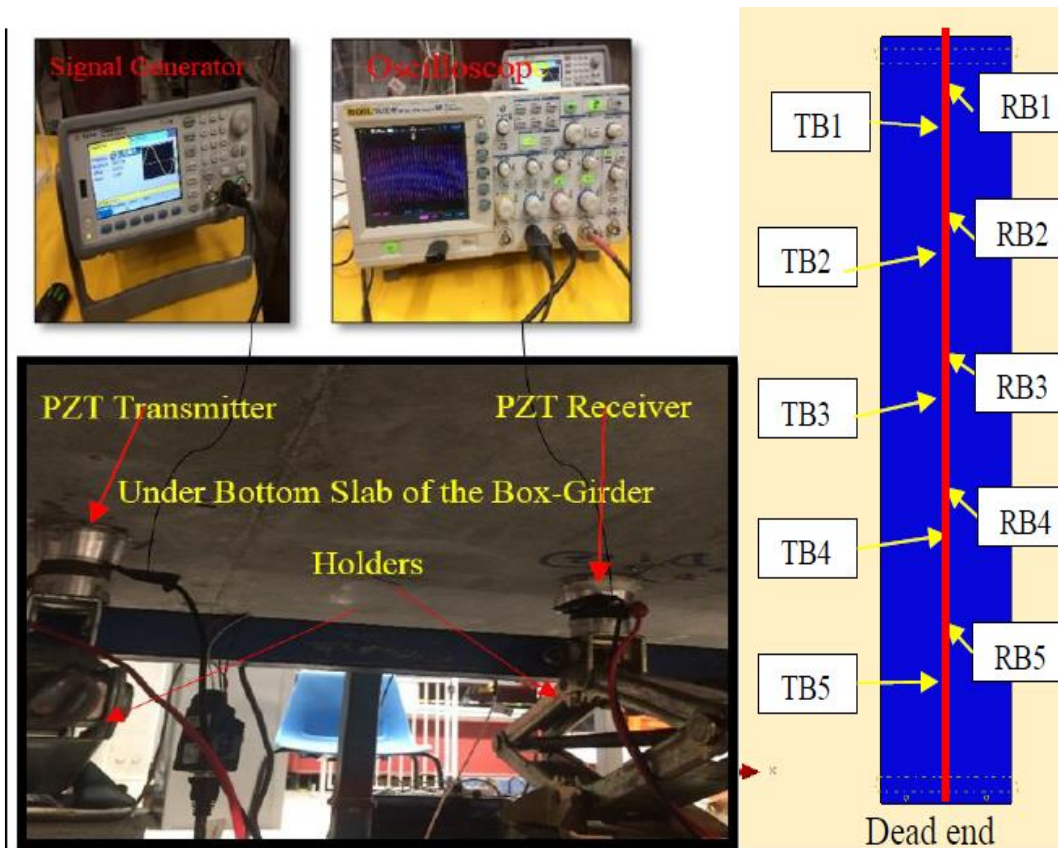 Signal Generator
Oscilloscope
RIGOL
PZT Transmitter
PZT Receiver
Under Bottom Slab of the Box-Girder
Holders
TB1
RB1
TB2
RB2
TB3
RB3
TB4
RB4
TB5
RB5
x
Dead end